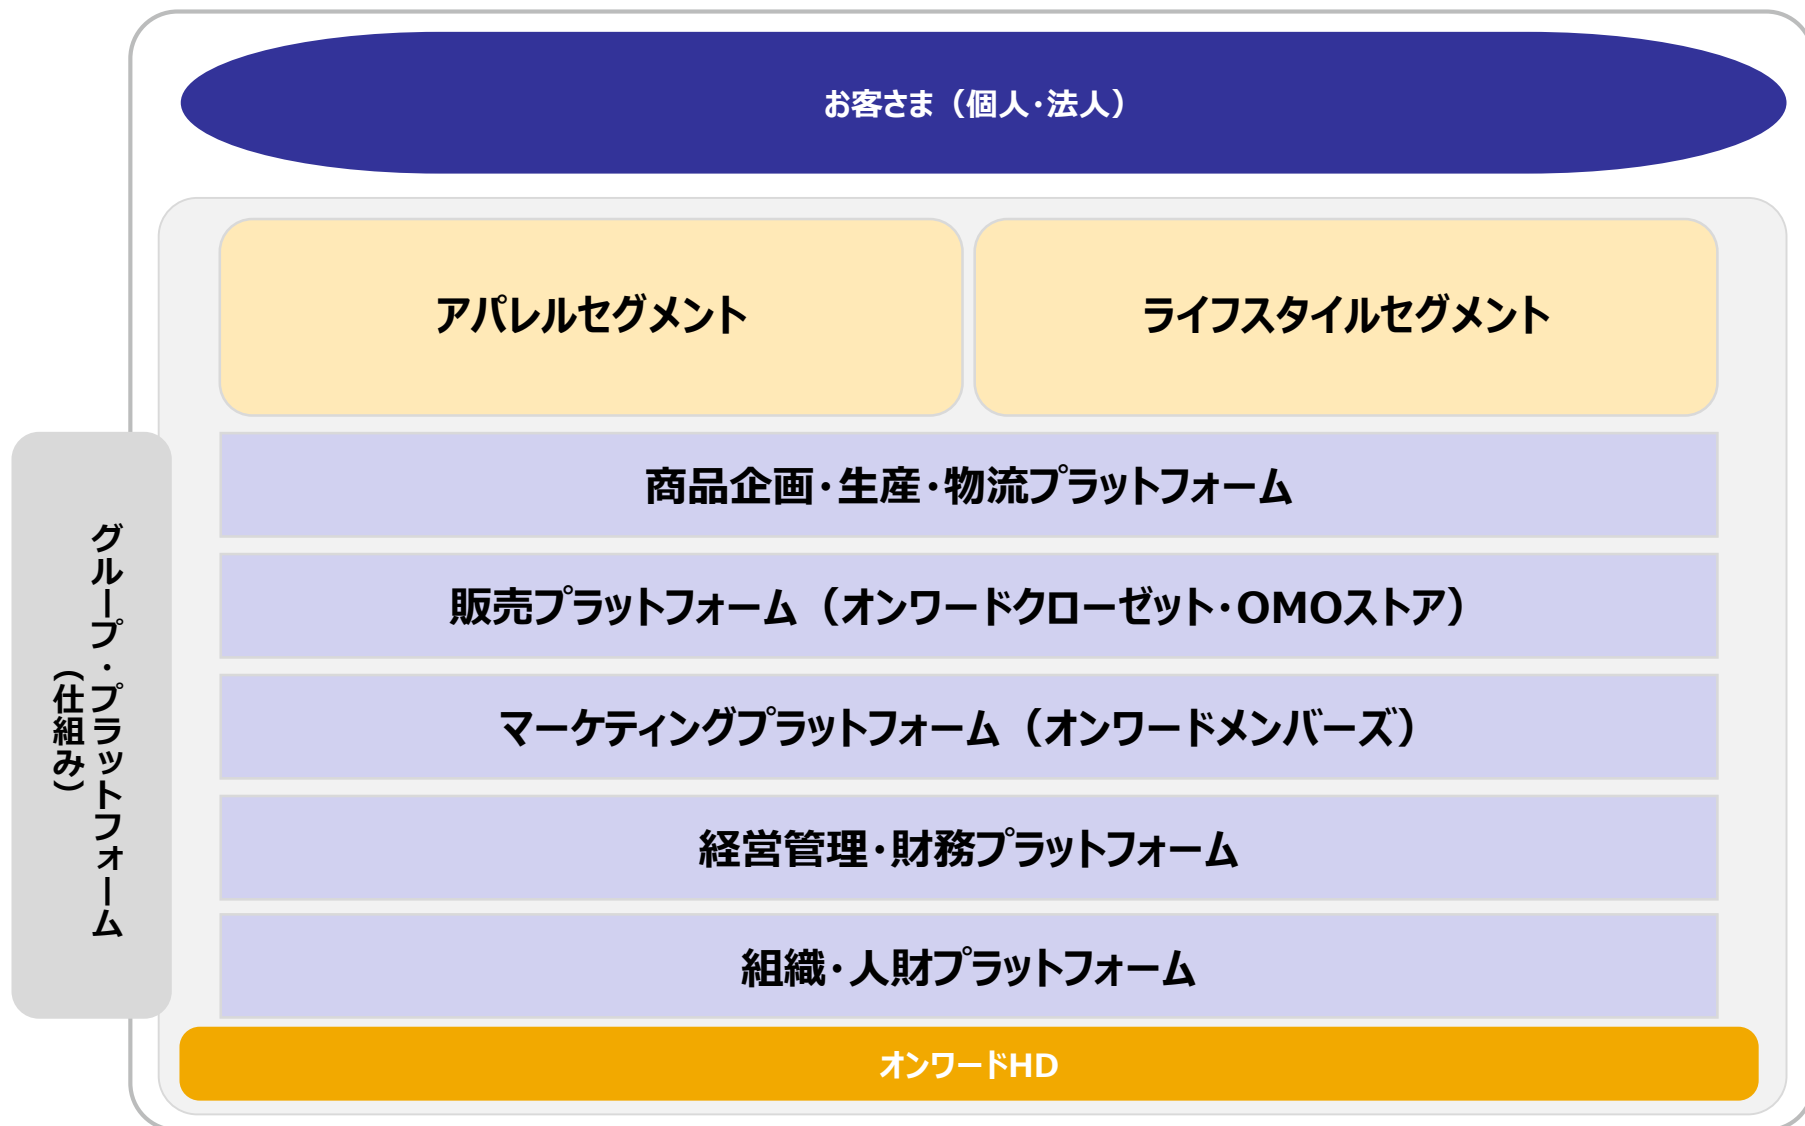 お客さま（個人・法人）
アパレルセグメント
ライフスタイルセグメント
グループ・プラットフォーム
（仕組み）
商品企画・生産・物流プラットフォーム
販売プラットフォーム（オンワードクローゼット・OMOストア）
マーケティングプラットフォーム（オンワードメンバーズ）
経営管理・財務プラットフォーム
組織・人財プラットフォーム
オンワードHD